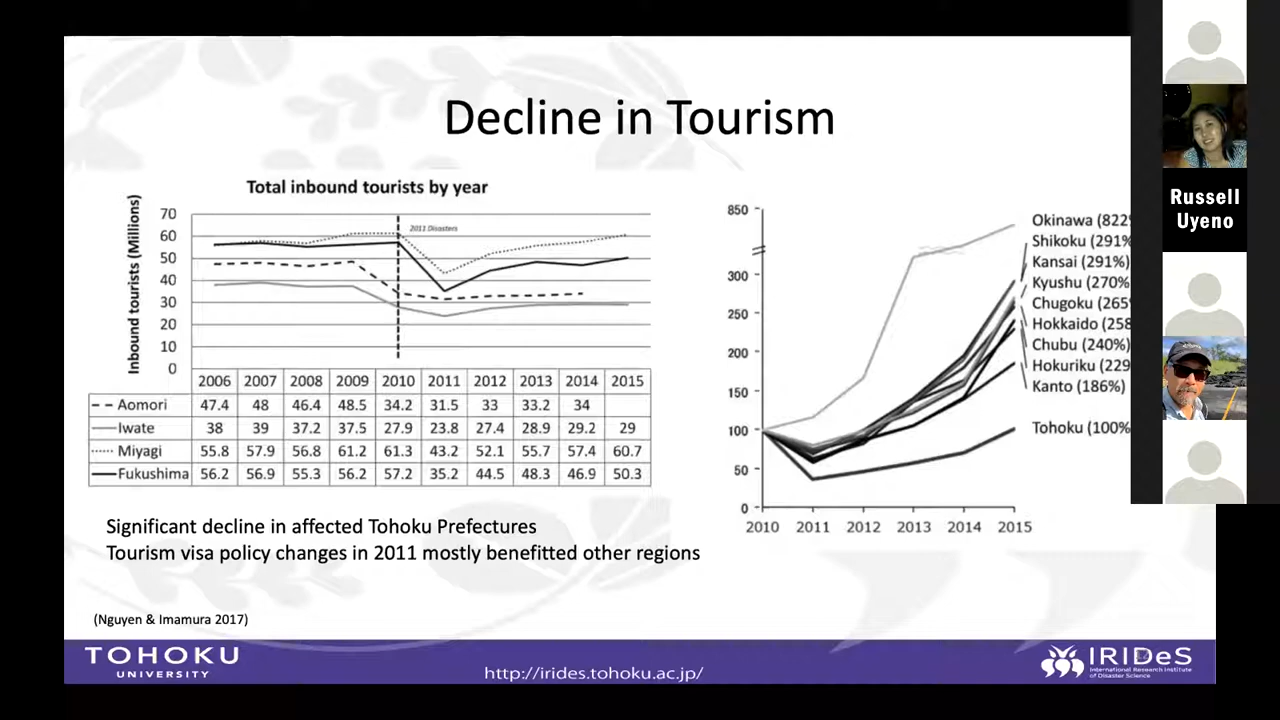 Decline in Tourism
Total inbound tourists by year
Inbound tourists (Millions)
70
60
50
40
30
20
10
0
2011 Disasters
2006 2007 2008 2009 2010 2011 2012 2013 2014 2015
Aomori 47.4 48 46.4 48.5 34.2 31.5 33 33.2 34
Iwate 38 39 37.2 37.5 27.9 23.8 27.4 28.9 29.2 29
Miyagi 55.8 57.9 56.8 61.2 61.3 43.2 52.1 55.7 57.4 60.7
Fukushima 56.2 56.9 55.3 56.2 57.2 35.2 44.5 48.3 46.9 50.3
850
300
250
200
150
100
50
0
2010 2011 2012 2013 2014 2015
Okinawa (822
Shikoku (291%
Kansai (291%)
Kyushu (270%
Chugoku (265
Hokkaido (258
Chubu (240%)
Hokuriku (229
Kanto (186%)
Tohoku (100%
Russell
Uyeno
Significant decline in affected Tohoku Prefectures
Tourism visa policy changes in 2011 mostly benefitted other regions
(Nguyen & Imamura 2017)
TOHOKU
UNIVERSITY
http://irides.tohoku.ac.jp/
IRIDeS
International Research Institute
of Disaster Science